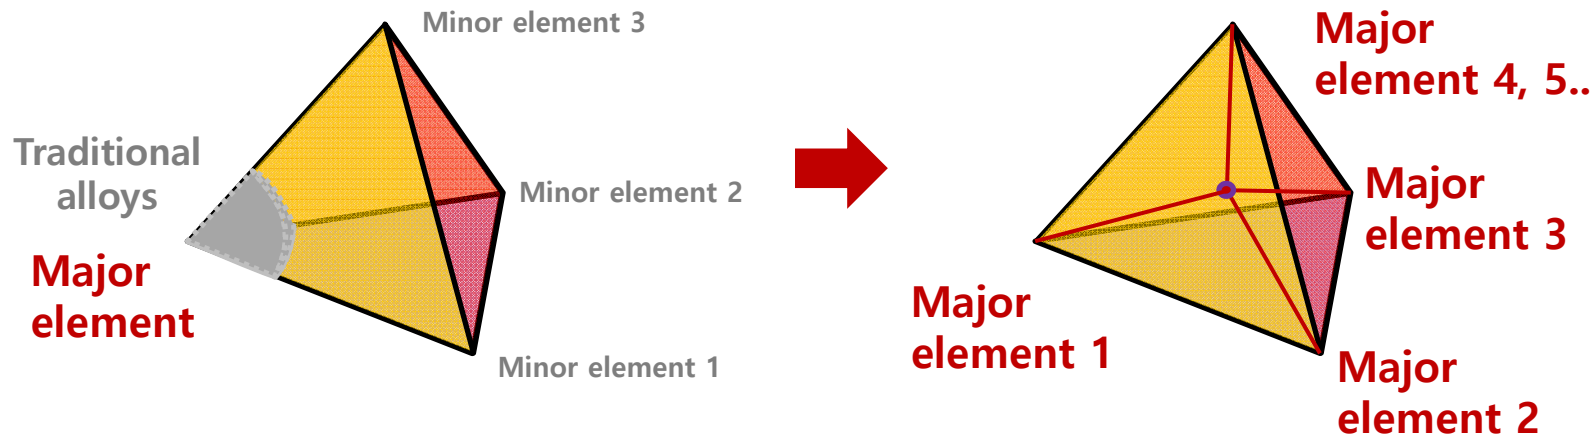 Minor element 3
Traditional
alloys
Minor element 2
Major
element
Minor element 1
Major
element 4, 5..
Major
element 3
Major
element 1
Major
element 2